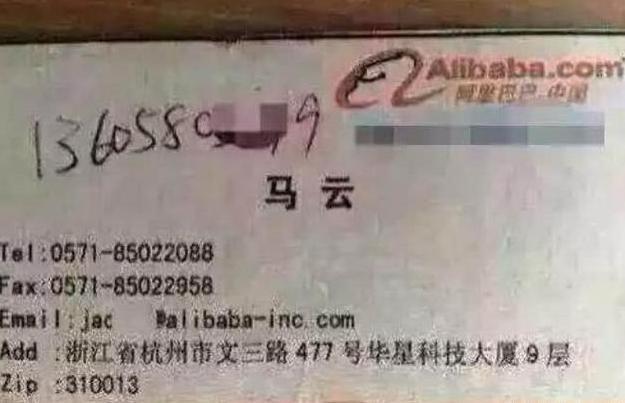 Alibaba.com
阿里巴巴·中国
136058 9
马云
Tel:0571-85022088
Fax:0571-85022958
Email:jac @alibaba-inc.com
Add :浙江省杭州市文三路477号华星科技大厦9层
Zip :310013